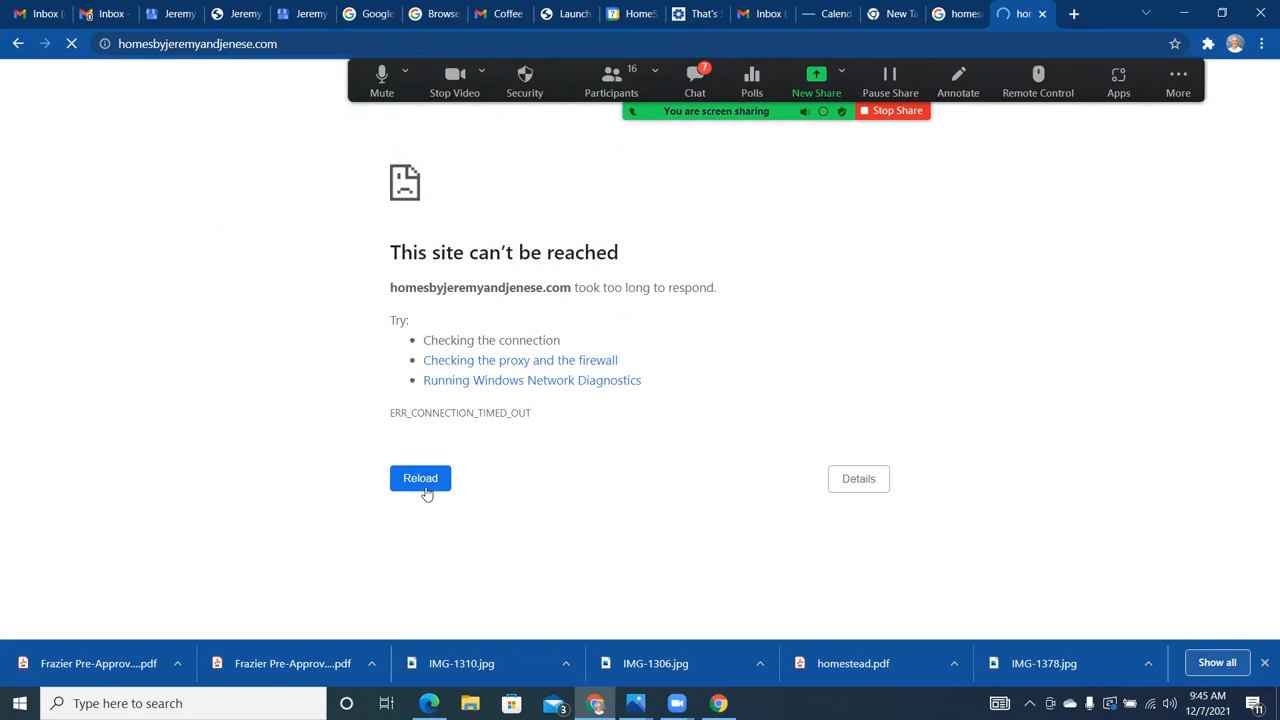 Inbox (
Inbox -
Jeremy
Jeremy
Jeremy
Google
Browse
Coffee
Launch
HomeS
That's
Inbox (
Calend
New Ta
homes
hor
homesbyjeremyandjenese.com
16
7
Mute
Stop Video
Security
Participants
Chat
Polls
New Share
Pause Share
Annotate
Remote Control
Apps
More
You are screen sharing
Stop Share
This site can't be reached
homesbyjeremyandjenese.com took too long to respond.
Try:
Checking the connection
Checking the proxy and the firewall
Running Windows Network Diagnostics
ERR_CONNECTION_TIMED_OUT
Reload
Details
Frazier Pre-Approv....pdf
Frazier Pre-Approv....pdf
IMG-1310.jpg
IMG-1306.jpg
homestead.pdf
IMG-1378.jpg
Show all
Type here to search
3
9:45 AM
12/7/2021
11